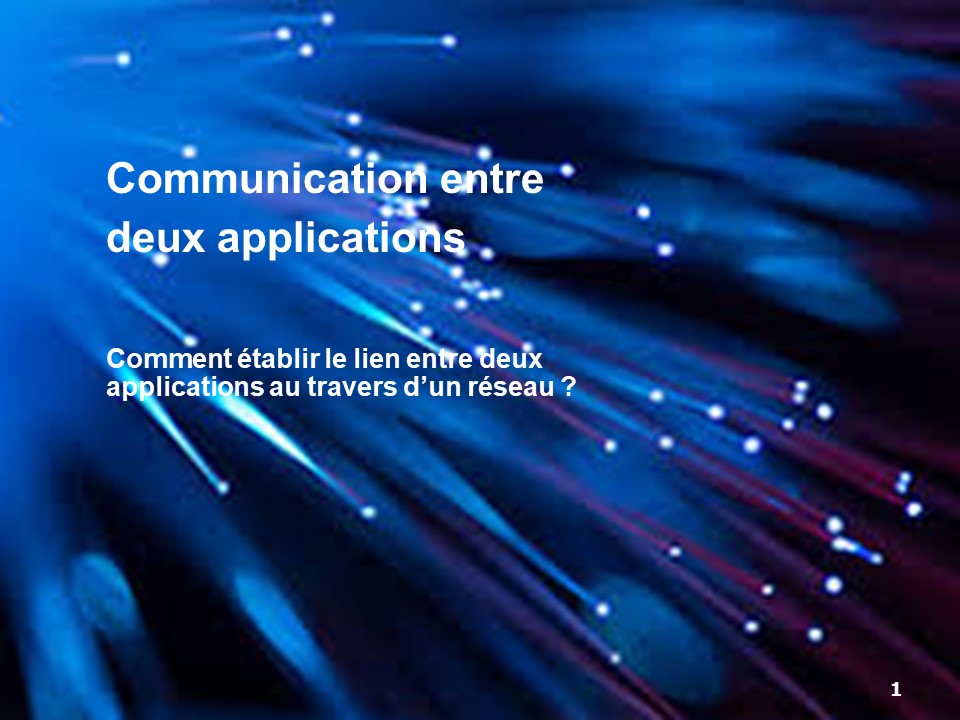 Communication entre
deux applications
Comment établir le lien entre deux
applications au travers d’un réseau ?
1